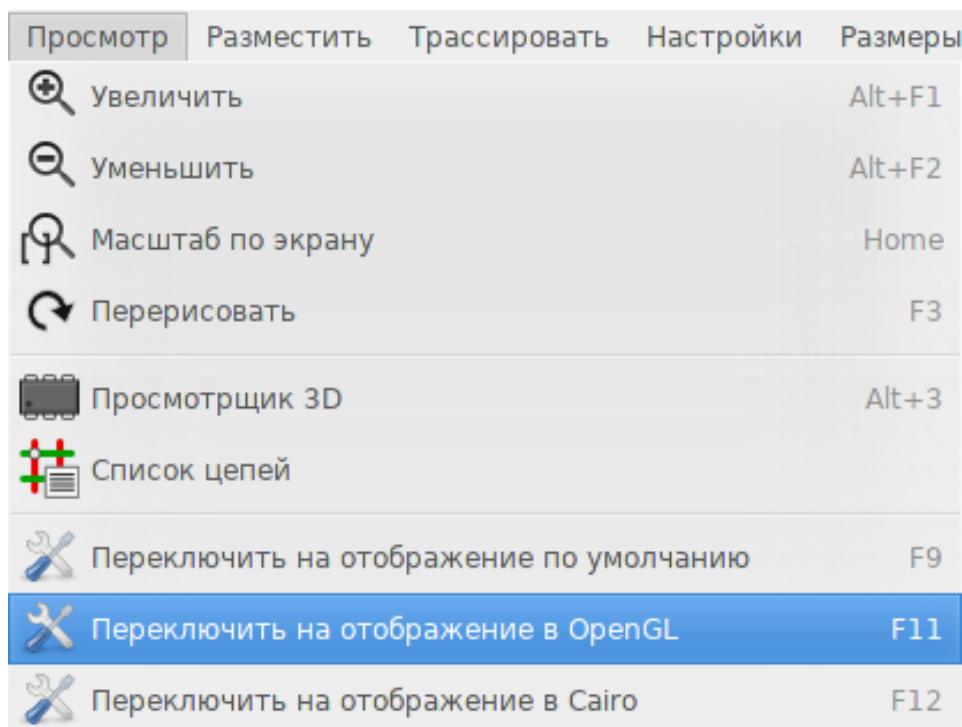 Просмотр Разместить Трассировать Настройки Размеры
Увеличить Alt+F1
Уменьшить Alt+F2
Масштаб по экрану Home
Перерисовать F3
Просмотрщик 3D Alt+3
Список цепей
Переключить на отображение по умолчанию F9
Переключить на отображение в OpenGL F11
Переключить на отображение в Cairo F12